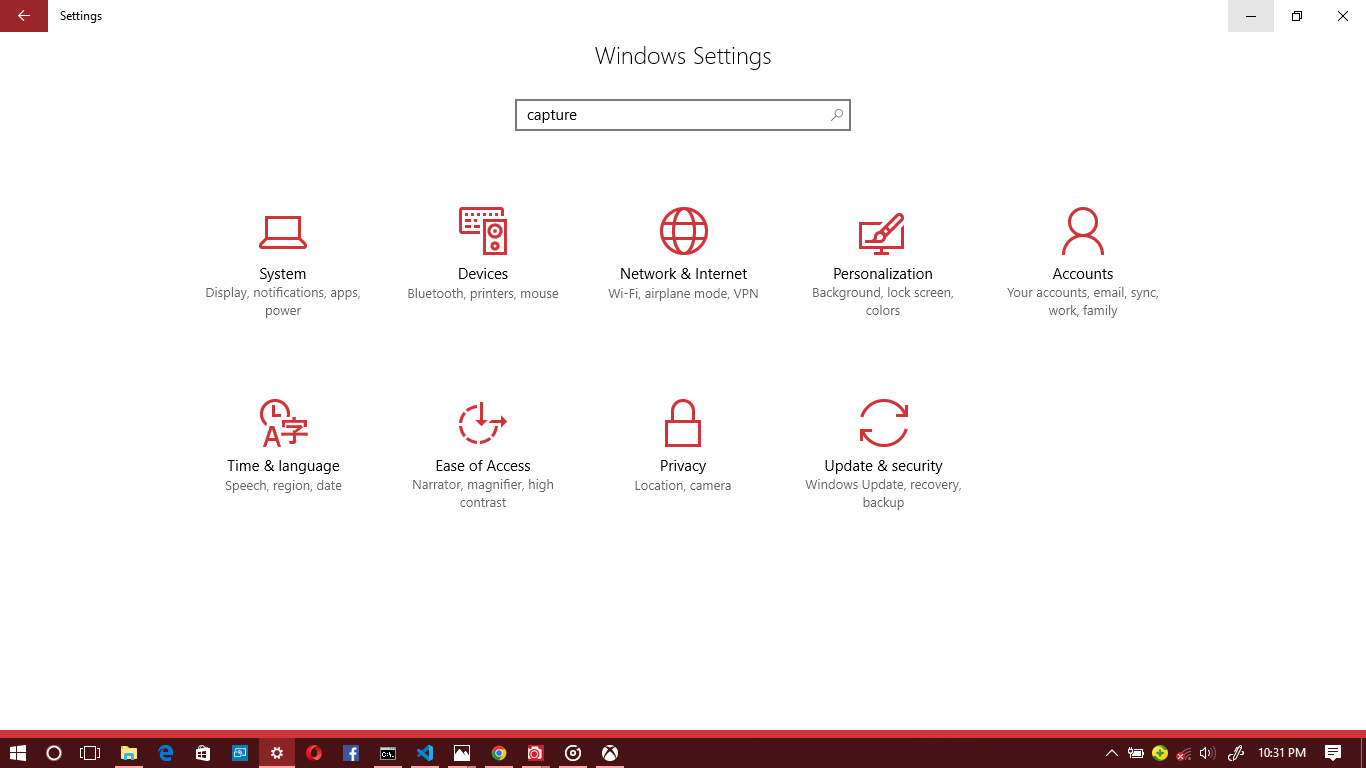 Settings
Windows Settings
capture
System
Display, notifications, apps,
power
Devices
Bluetooth, printers, mouse
Network & Internet
Wi-Fi, airplane mode, VPN
Personalization
Background, lock screen,
colors
Accounts
Your accounts, email, sync,
work, family
A字
Time & language
Speech, region, date
Ease of Access
Narrator, magnifier, high
contrast
Privacy
Location, camera
Update & security
Windows Update, recovery,
backup
10:31 PM